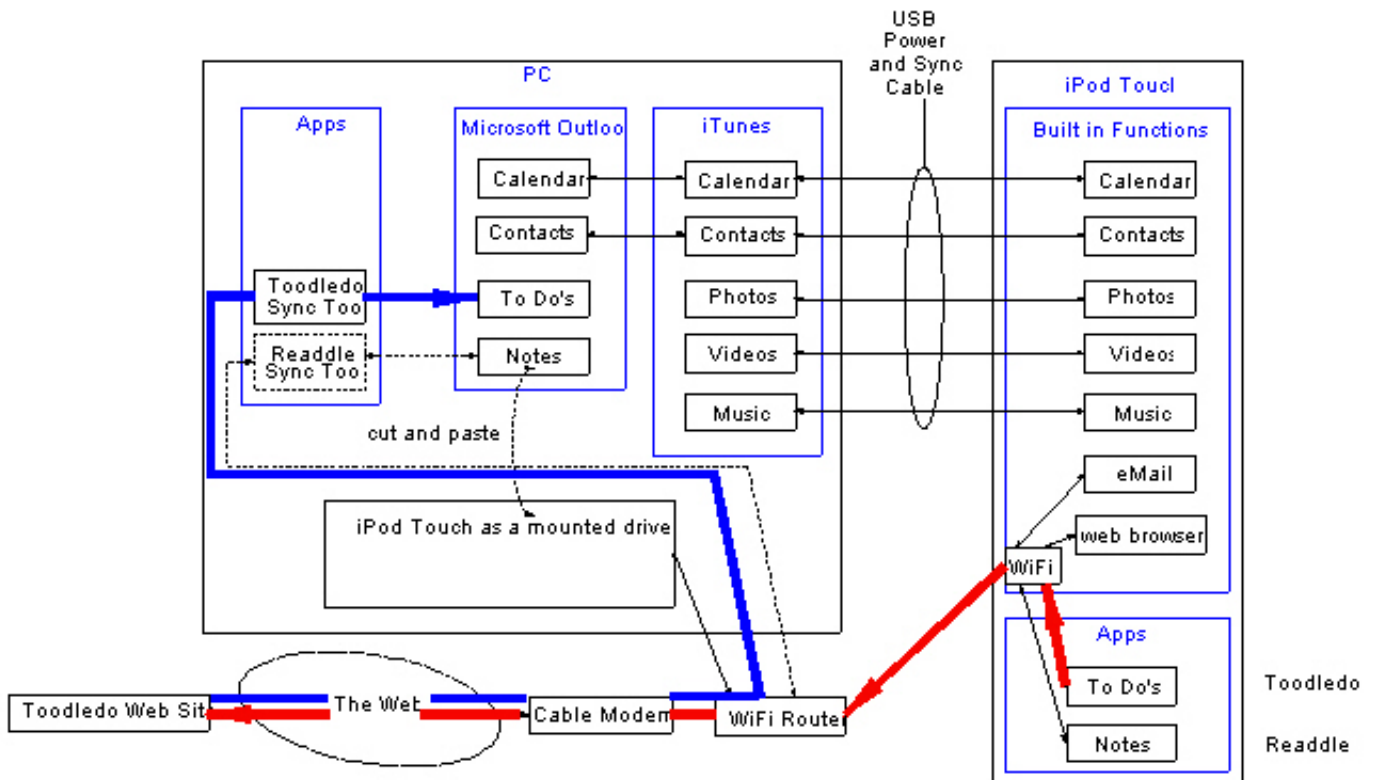 USB
Power
and Sync
Cable
PC
iPod Toucl
Apps
Microsoft Outloo
iTunes
Built in Functions
Calendar
Calendar
Calendar
Contacts
Contacts
Contacts
Toodledo
Sync Too
To Do's
Photos
Photos
Readdle
Sync Too
Notes
Videos
Videos
Music
Music
cut and paste
eMail
iPod Touch as a mounted drive
web browser
WiFi
Apps
To Do's
Toodledo
Toodledo Web Sit
The Wet
Cable Moden
WiFi Router
Notes
Readdle